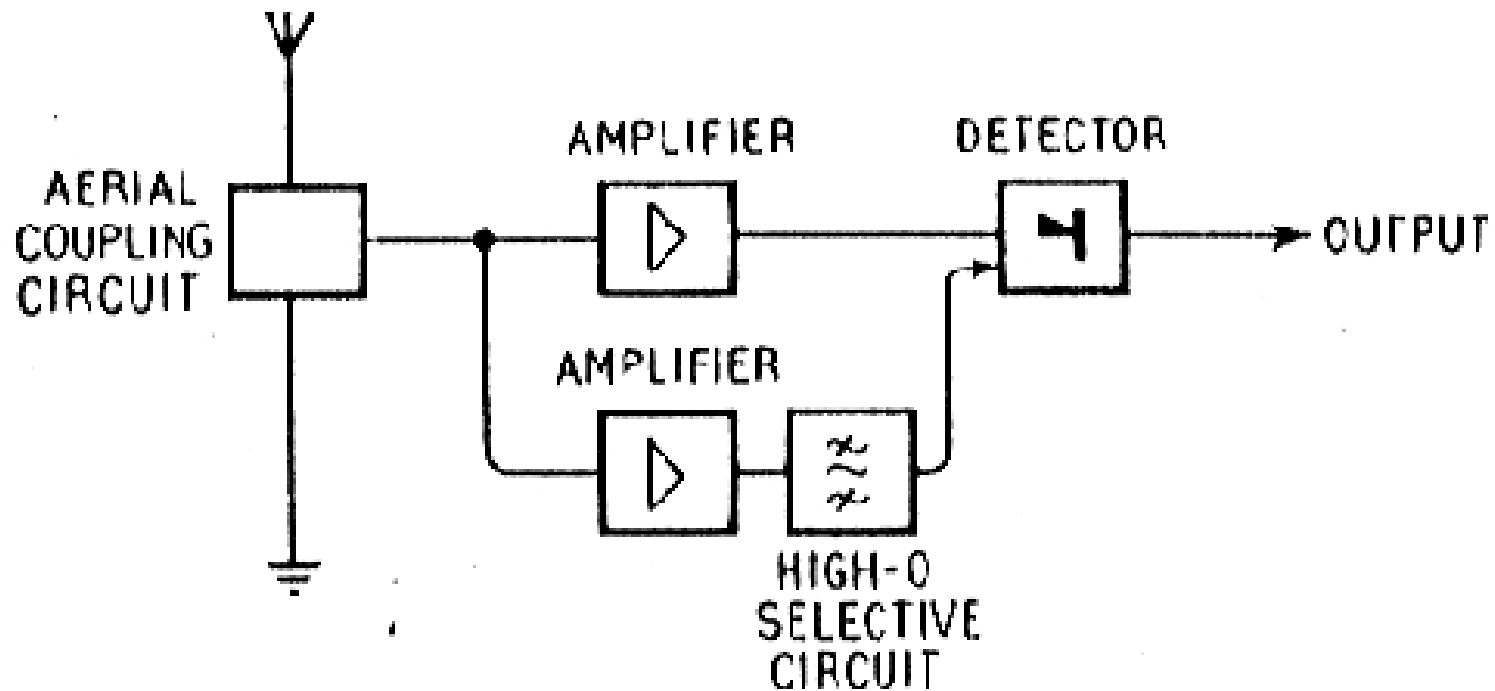 AMPLIFIER
DETECTOR
AERIAL
COUPLING
CIRCUIT
OUTPUT
AMPLIFIER
HIGH-Q
SELECTIVE
CIRCUIT